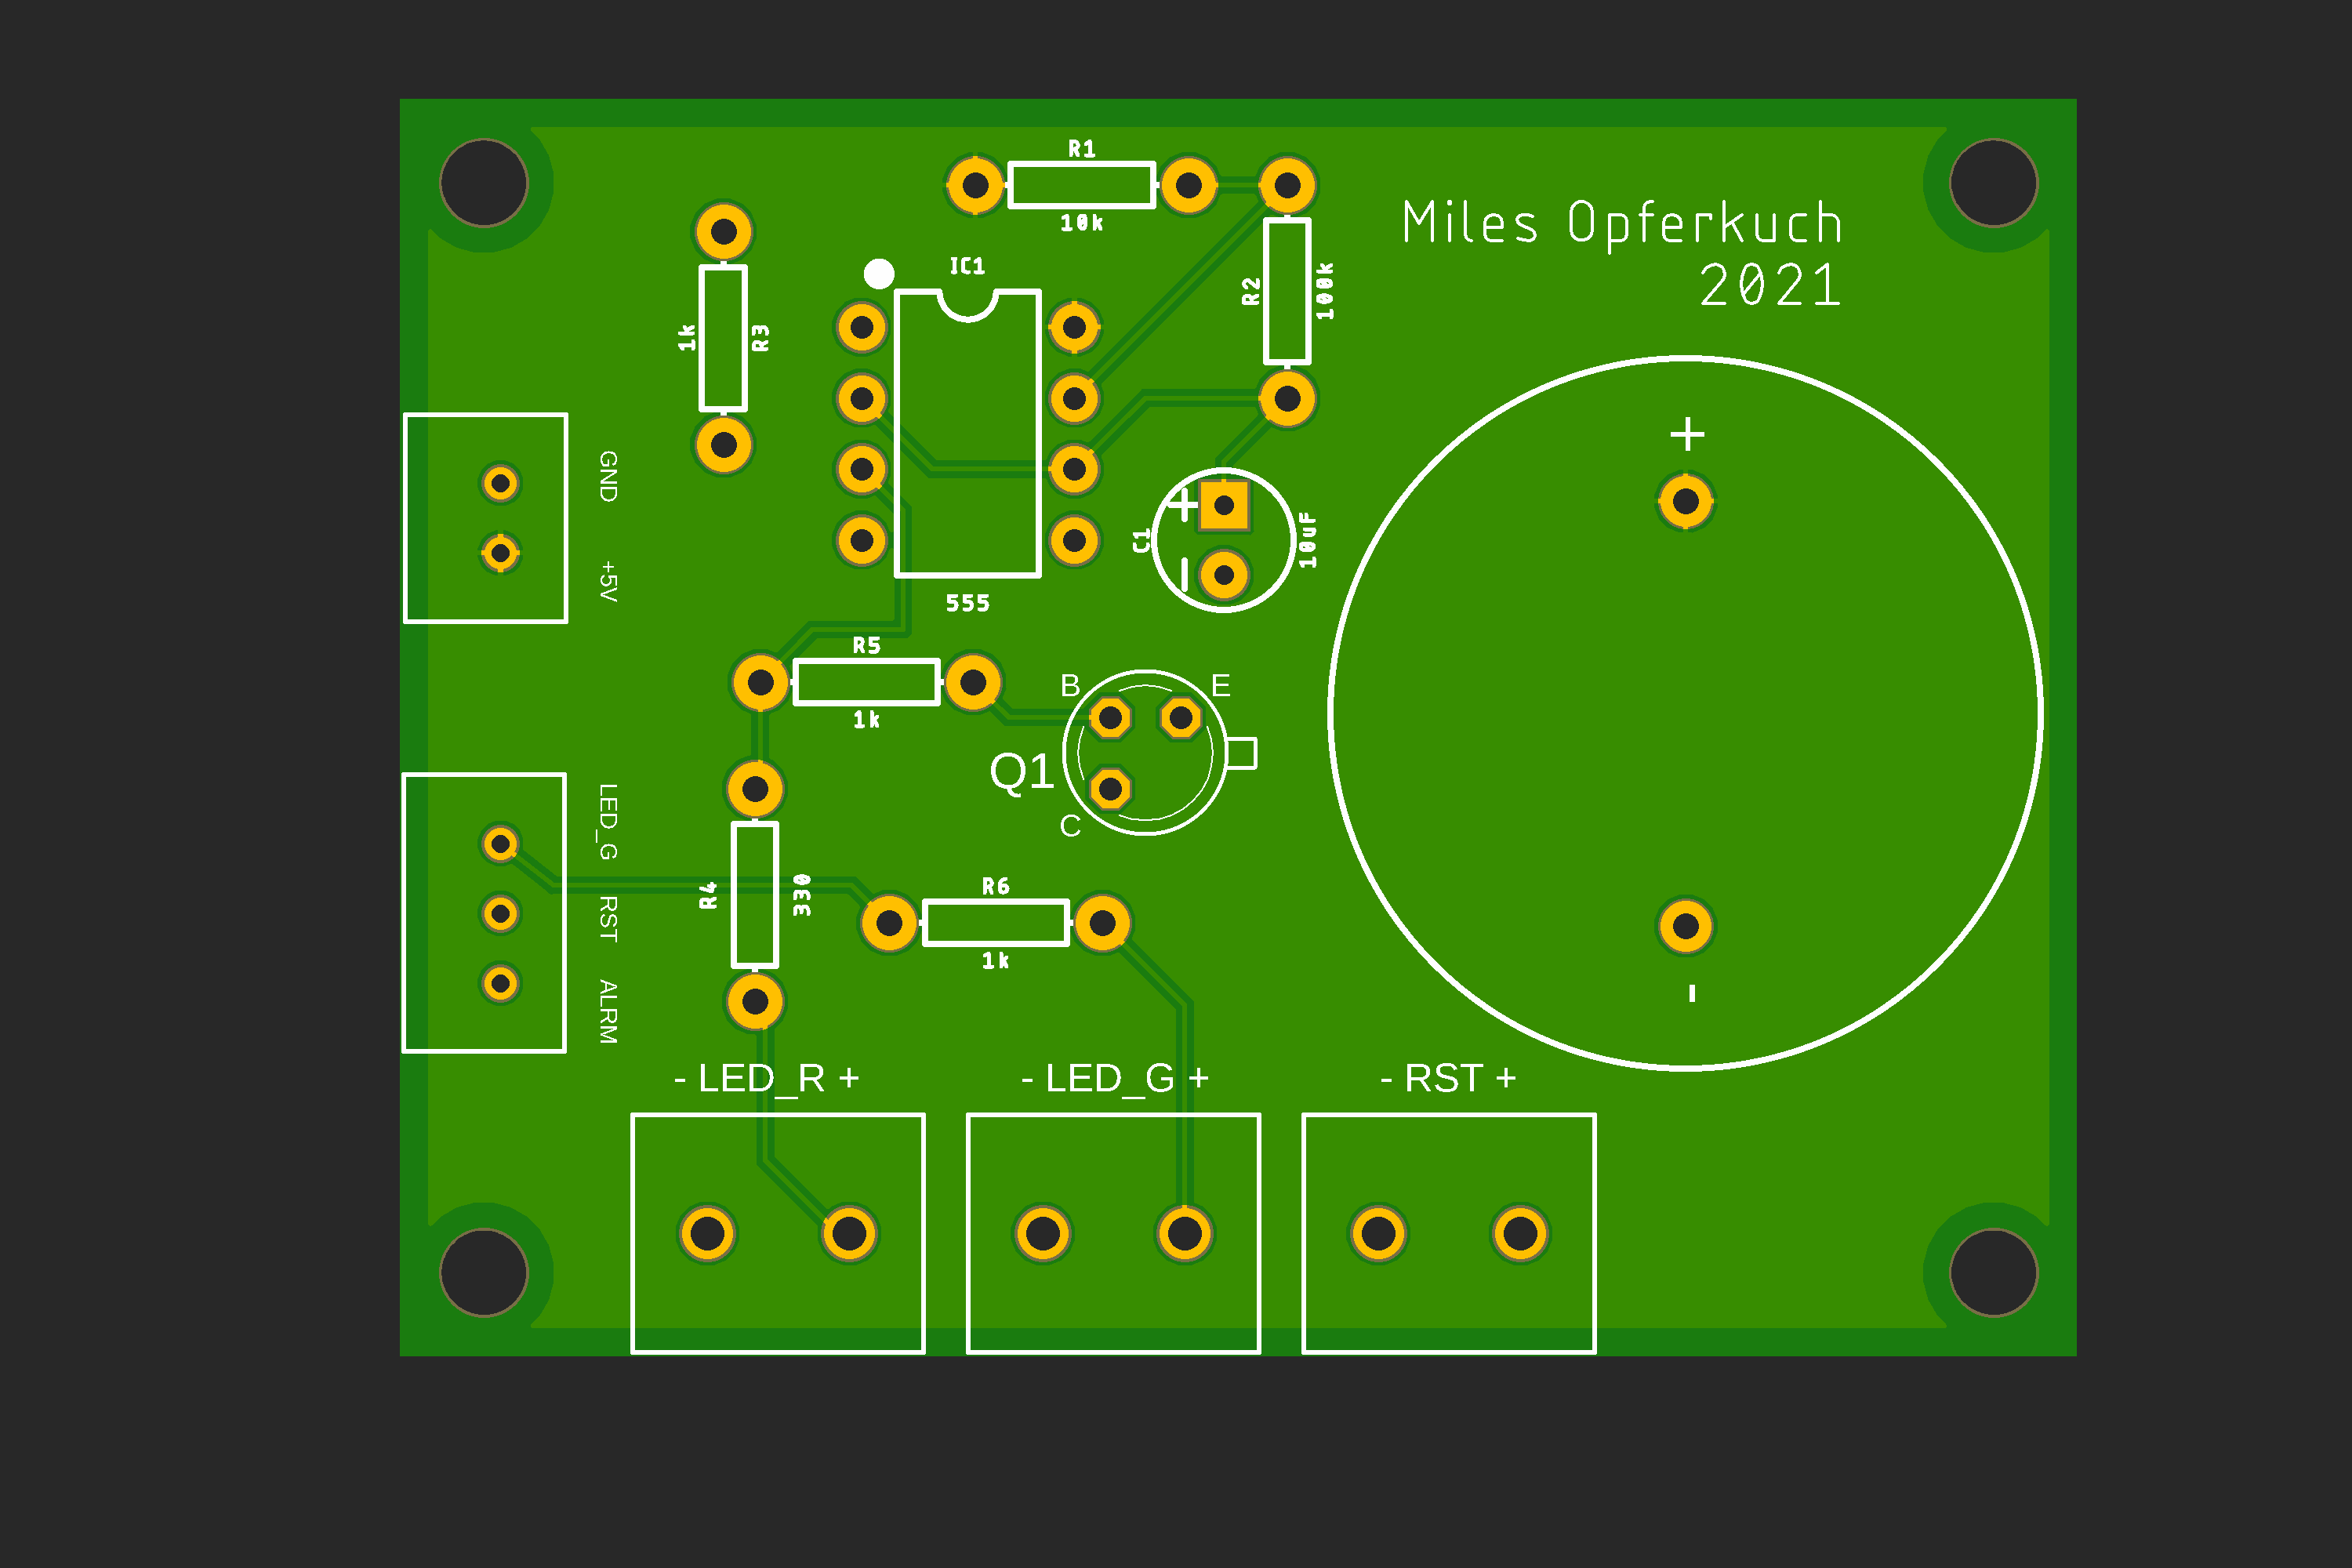 R1
10k
Miles Opferkuch
2021
IC1
R2
100k
1k
R3
+
GND
+
C1
10uF
-
+5V
555
R5
1k
B
E
Q1
C
LED_G
R4
330
R6
1k
RST
ALRM
-
- LED_R +
- LED_G +
- RST +